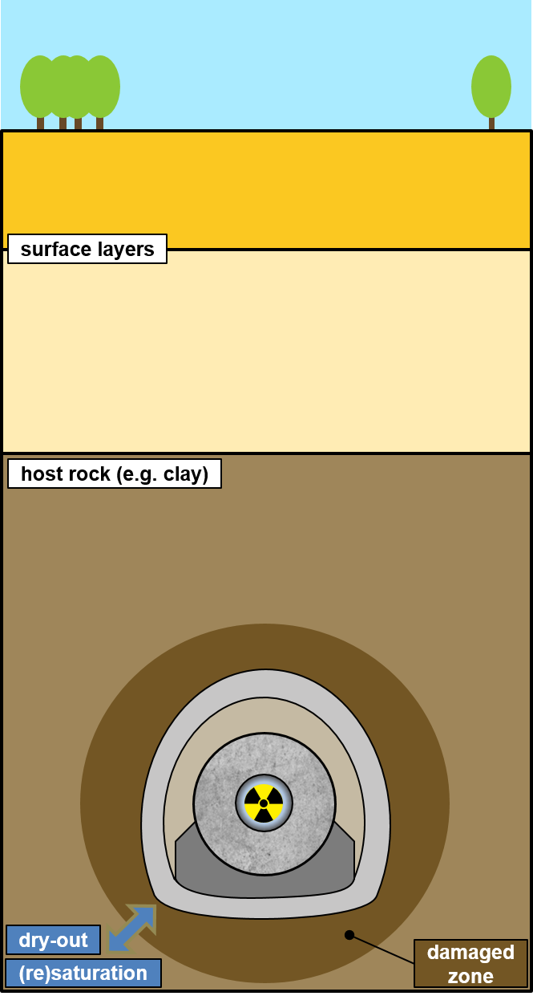 surface layers
host rock (e.g. clay)
dry-out
(re)saturation
damaged
zone